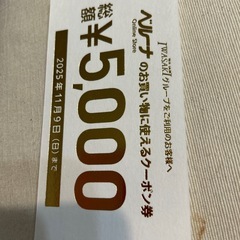 IWASAKIグループをご利用のお客様へ
ベルーナ
Online Store
のお買い物に使えるクーポン券
総額
¥5,000
2025年11月9日(日)まで